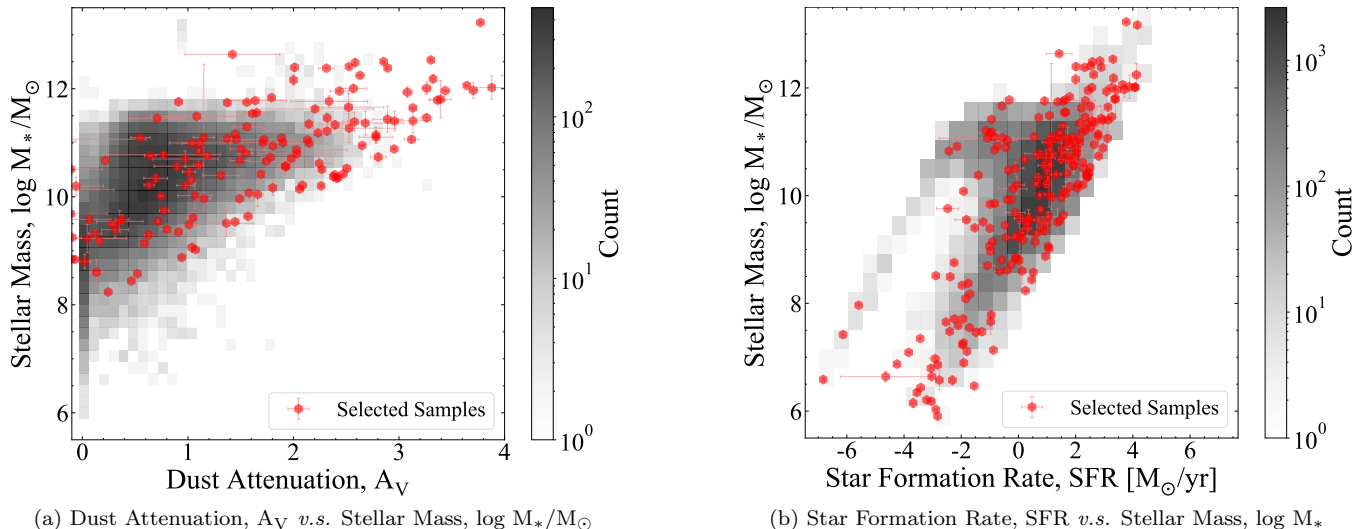 Stellar Mass, log M∗/M⊙
12
10
8
6
0
1
2
3
4
Dust Attenuation, A_V
Selected Samples
10^2
10^1
10^0
Count
(a) Dust Attenuation, A_V v.s. Stellar Mass, log M∗/M⊙
Stellar Mass, log M∗/M⊙
12
10
8
6
-6
-4
-2
0
2
4
6
Star Formation Rate, SFR [M⊙/yr]
Selected Samples
10^3
10^2
10^1
10^0
Count
(b) Star Formation Rate, SFR v.s. Stellar Mass, log M∗